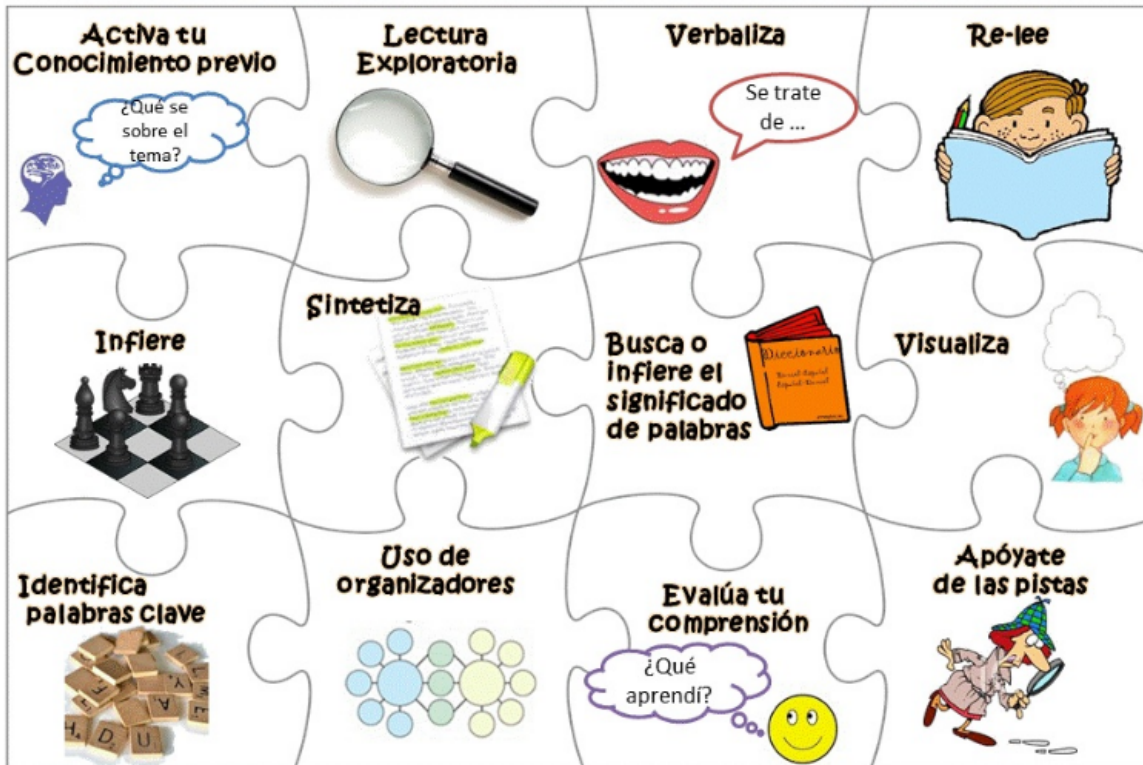 Activa tu
Conocimiento previo
¿Qué se
sobre el
tema?
Lectura
Exploratoria
Verbaliza
Se trate
de ...
Re-lee
Infiere
Sintetiza
Busca o
infiere el
significado
de palabras
Diccionario
Visualiza
Identifica
palabras clave
H D U
Uso de
organizadores
Evalúa tu
comprensión
¿Qué
aprendí?
Apóyate
de las pistas